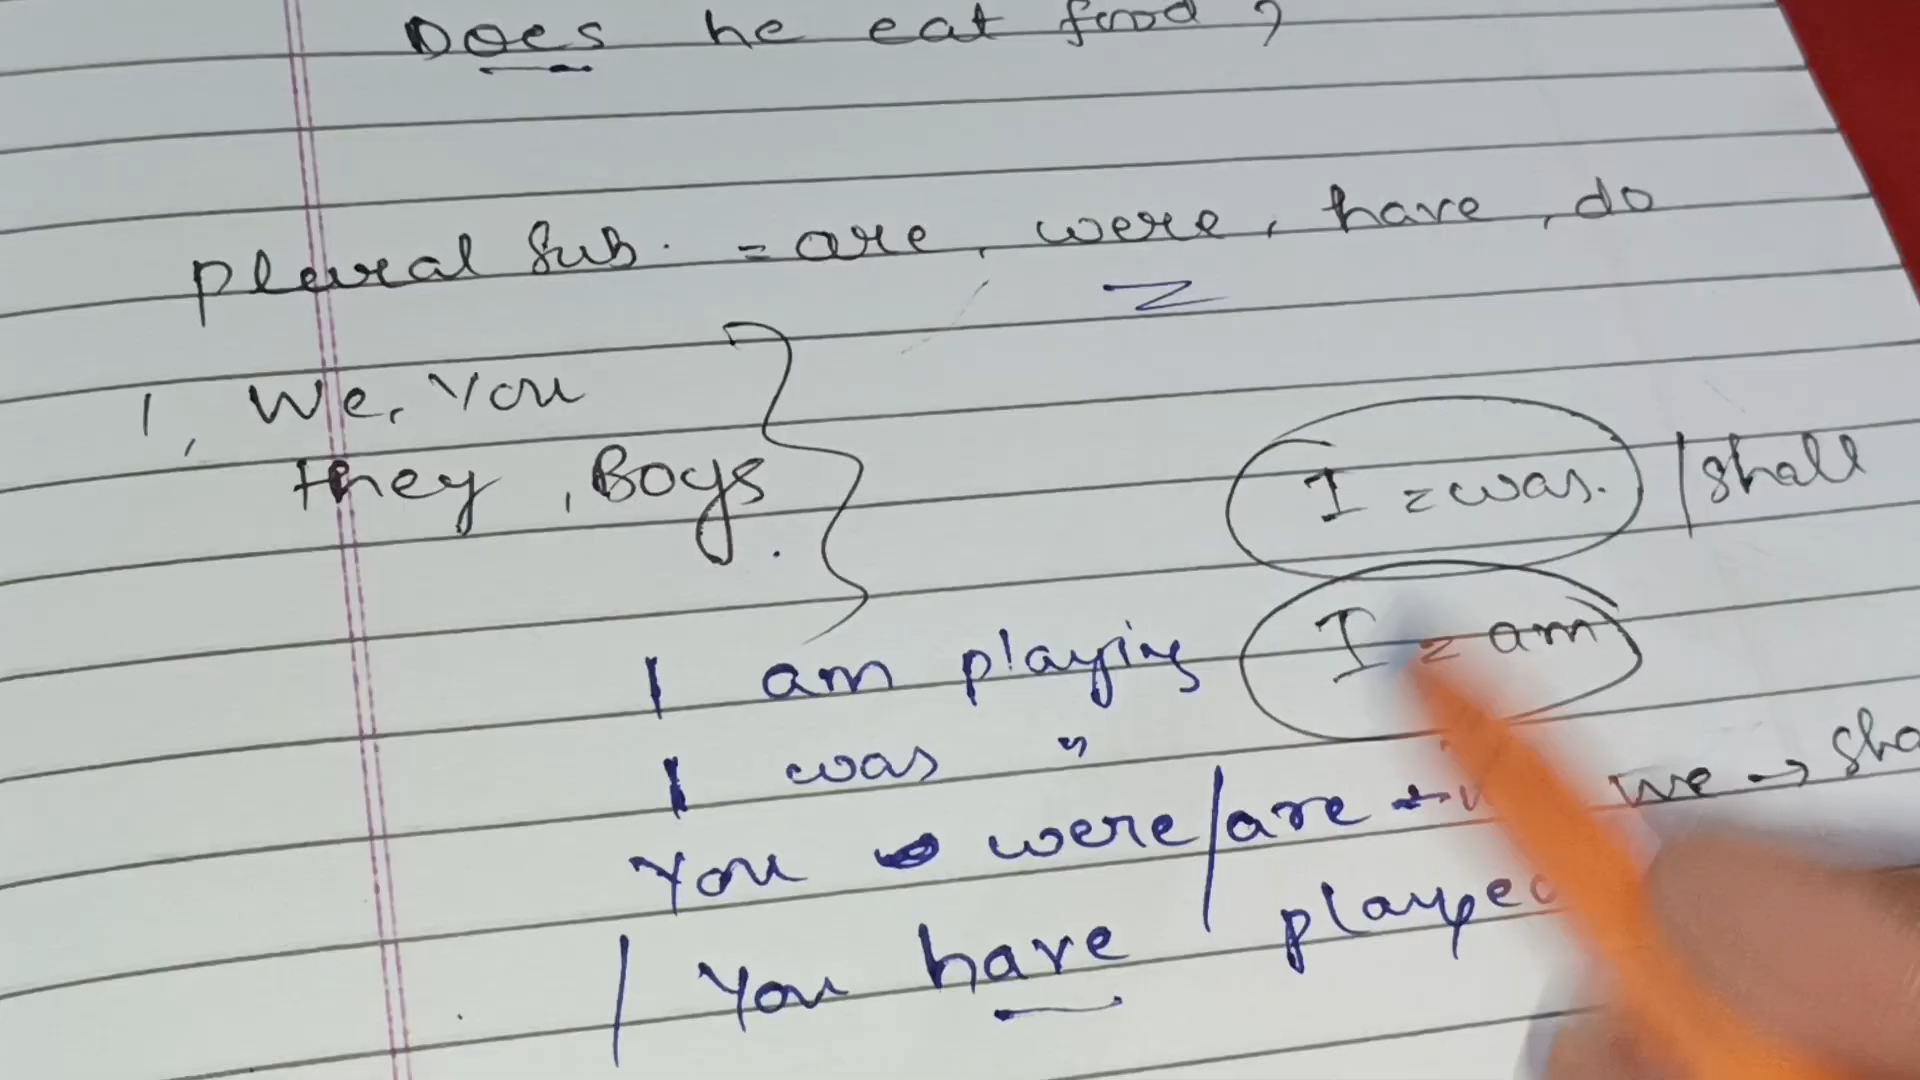 Does he eat food ?
Pleural Sub. = are, were, have, do
I, We, You
they, Boys.
I = was. / shall
I = am
I am playing
I was "
You were/are we → sha
/ You have played